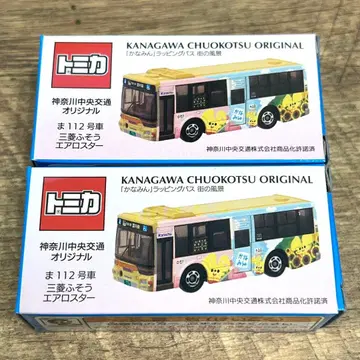 トミカ
KANAGAWA CHUOKOTSU ORIGINAL
「かなみん」ラッピングバス 街の風景
神奈川中央交通
オリジナル
ま112号車
三菱ふそう
エアロスター
神奈川中央交通株式会社商品化許諾済
トミカ
KANAGAWA CHUOKOTSU ORIGINAL
「かなみん」ラッピングバス 街の風景
神奈川中央交通
オリジナル
ま112号車
三菱ふそう
エアロスター
神奈川中央交通株式会社商品化許諾済